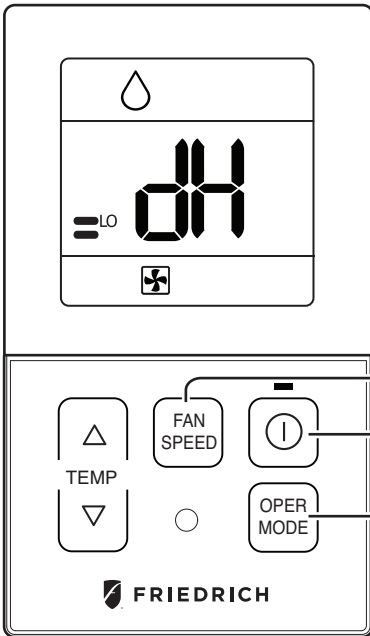 dH
LO
FAN
SPEED
TEMP
OPER
MODE
FRIEDRICH